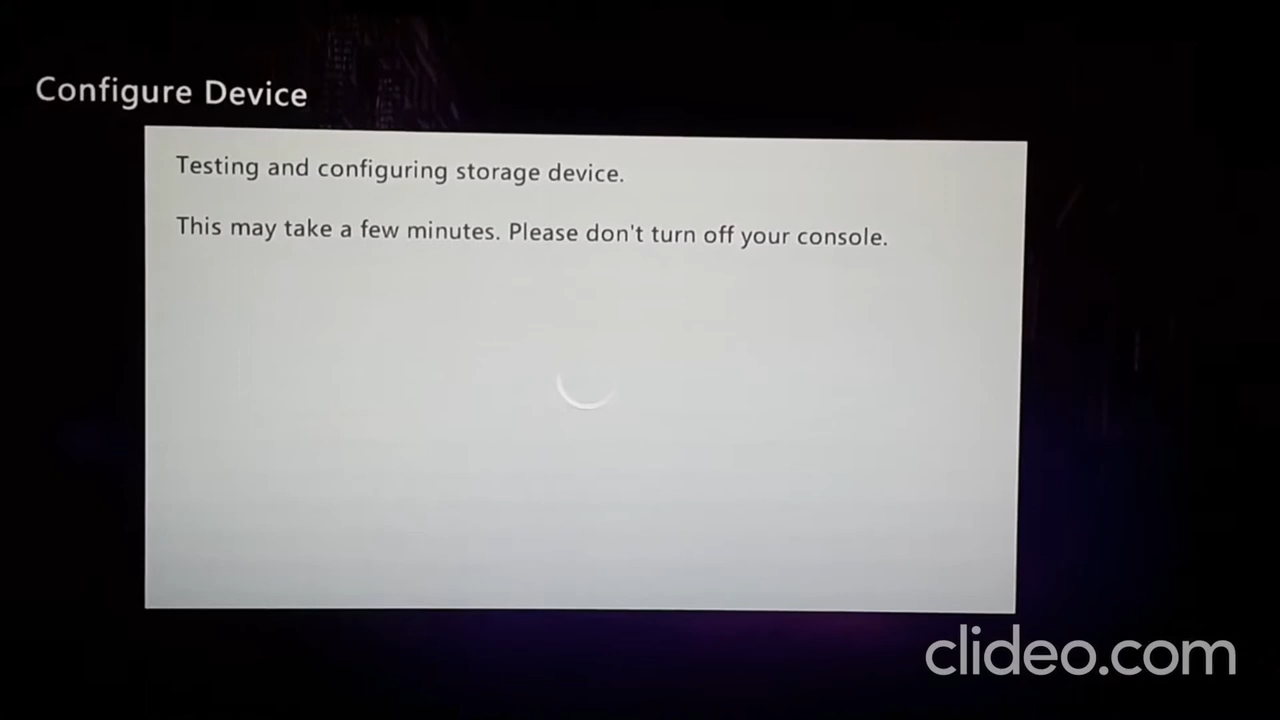 Configure Device
Testing and configuring storage device.
This may take a few minutes. Please don't turn off your console.
clideo.com